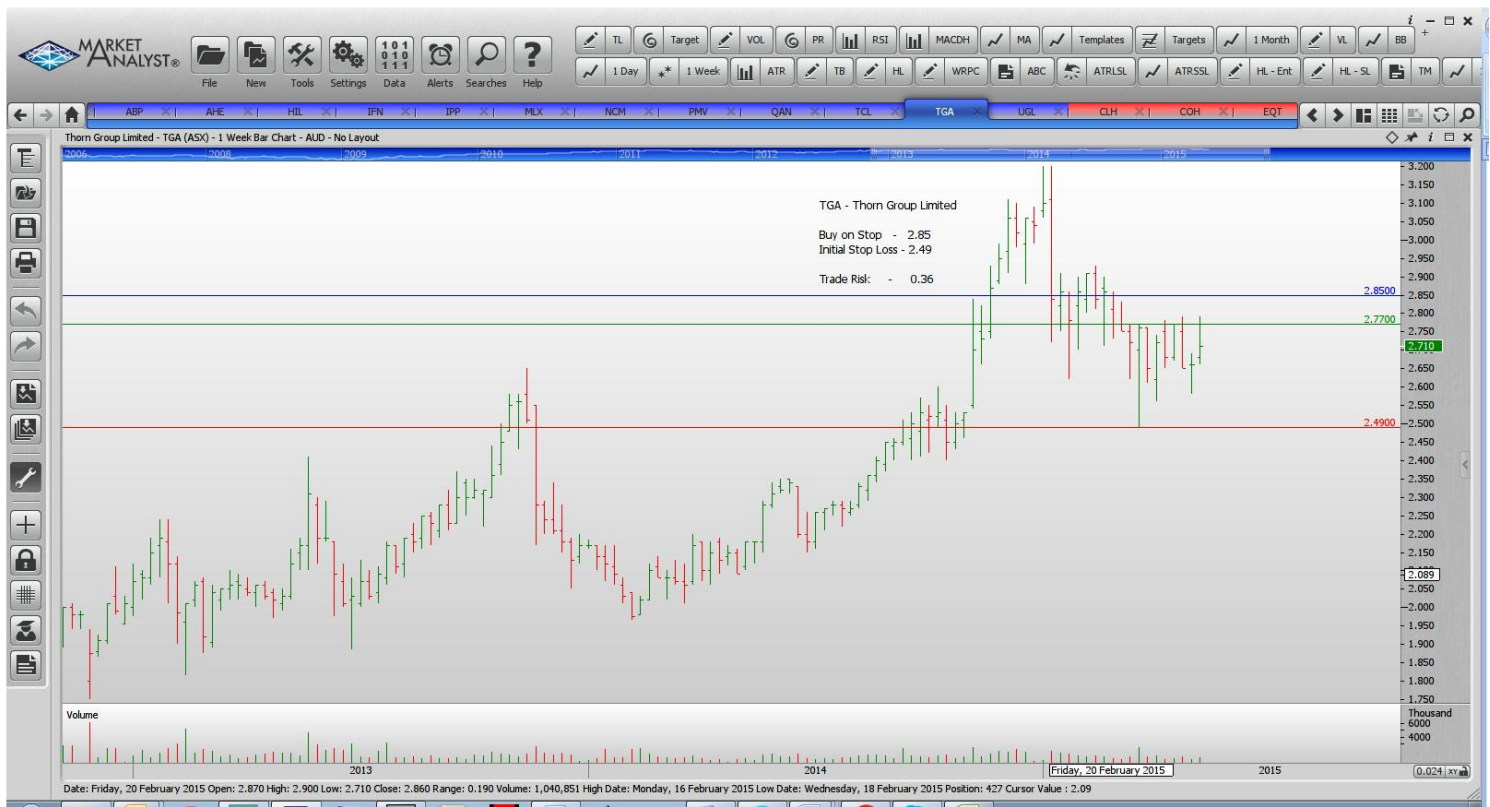 MARKET
ANALYST®
File
New
Tools
Settings
Data
Alerts
Searches
Help
TL
Target
VOL
PR
RSI
MACDH
MA
Templates
Targets
1 Month
VL
BB
1 Day
1 Week
ATR
TB
HL
WRPC
ABC
ATRLSL
ATRSSL
HL - Ent
HL - SL
TM
ABP
AHE
HIL
IFN
IPP
MLX
NCM
PMV
QAN
TCL
TGA
UGL
CLH
COH
EQT
Thorn Group Limited - TGA (ASX) - 1 Week Bar Chart - AUD - No Layout
2006
2008
2009
2010
2011
2012
2013
2014
2015
TGA - Thorn Group Limited
Buy on Stop - 2.85
Initial Stop Loss - 2.49
Trade Risk - 0.36
2.8500
2.7700
2.4900
3.200
3.150
3.100
3.050
3.000
2.950
2.900
2.850
2.800
2.750
2.710
2.650
2.600
2.550
2.500
2.450
2.400
2.350
2.300
2.250
2.200
2.150
2.089
2.050
2.000
1.950
1.900
1.850
1.800
1.750
Volume
Thousand
6000
4000
2013
2014
Friday, 20 February 2015
2015
0.024 XY
Date: Friday, 20 February 2015 Open: 2.870 High: 2.900 Low: 2.710 Close: 2.860 Range: 0.190 Volume: 1,040,851 High Date: Monday, 16 February 2015 Low Date: Wednesday, 18 February 2015 Position: 427 Cursor Value : 2.09